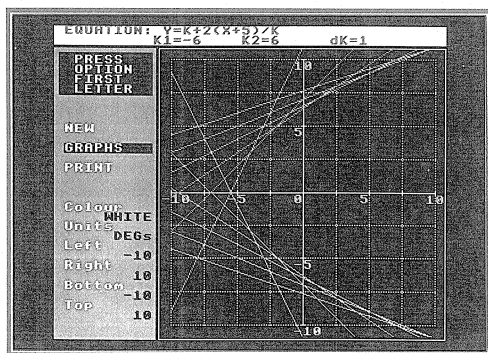 EQUATION: Y=K+2(X+5)/K
K1=-6 K2=6 dK=1
PRESS
OPTION
FIRST
LETTER
NEW
GRAPHS
PRINT
Colour
WHITE
Units
DEGs
Left
-10
Right
10
Bottom
-10
Top
10
10
5
-10 -5 0 5 10
-5
-10